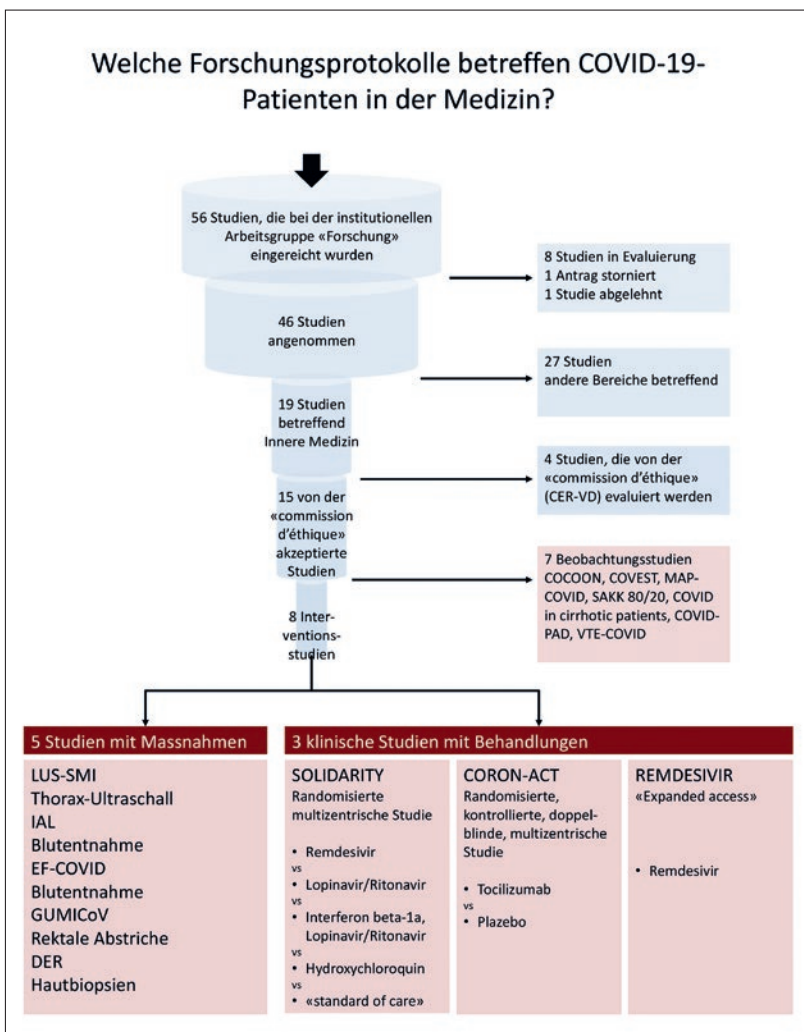 Welche Forschungsprotokolle betreffen COVID-19-
Patienten in der Medizin?
56 Studien, die bei der institutionellen
Arbeitsgruppe «Forschung»
eingereicht wurden
8 Studien in Evaluierung
1 Antrag storniert
1 Studie abgelehnt
46 Studien
angenommen
27 Studien
andere Bereiche betreffend
19 Studien
betreffend
Innere Medizin
4 Studien, die von der
«commission d'éthique»
(CER-VD) evaluiert werden
15 von der
«commission
d'éthique»
akzeptierte
Studien
7 Beobachtungsstudien
COCOON, COVEST, MAP-
COVID, SAKK 80/20, COVID
in cirrhotic patients, COVID-
PAD, VTE-COVID
8 Inter-
ventions-
studien
5 Studien mit Massnahmen
LUS-SMI
Thorax-Ultraschall
IAL
Blutentnahme
EF-COVID
Blutentnahme
GUMICoV
Rektale Abstriche
DER
Hautbiopsien
3 klinische Studien mit Behandlungen
SOLIDARITY
Randomisierte
multizentrische Studie
• Remdesivir
vs
• Lopinavir/Ritonavir
vs
• Interferon beta-1a,
Lopinavir/Ritonavir
vs
• Hydroxychloroquin
vs
• «standard of care»
CORON-ACT
Randomisierte,
kontrollierte, doppel-
blinde, multizentrische
Studie
• Tocilizumab
vs
• Plazebo
REMDESIVIR
«Expanded access»
• Remdesivir